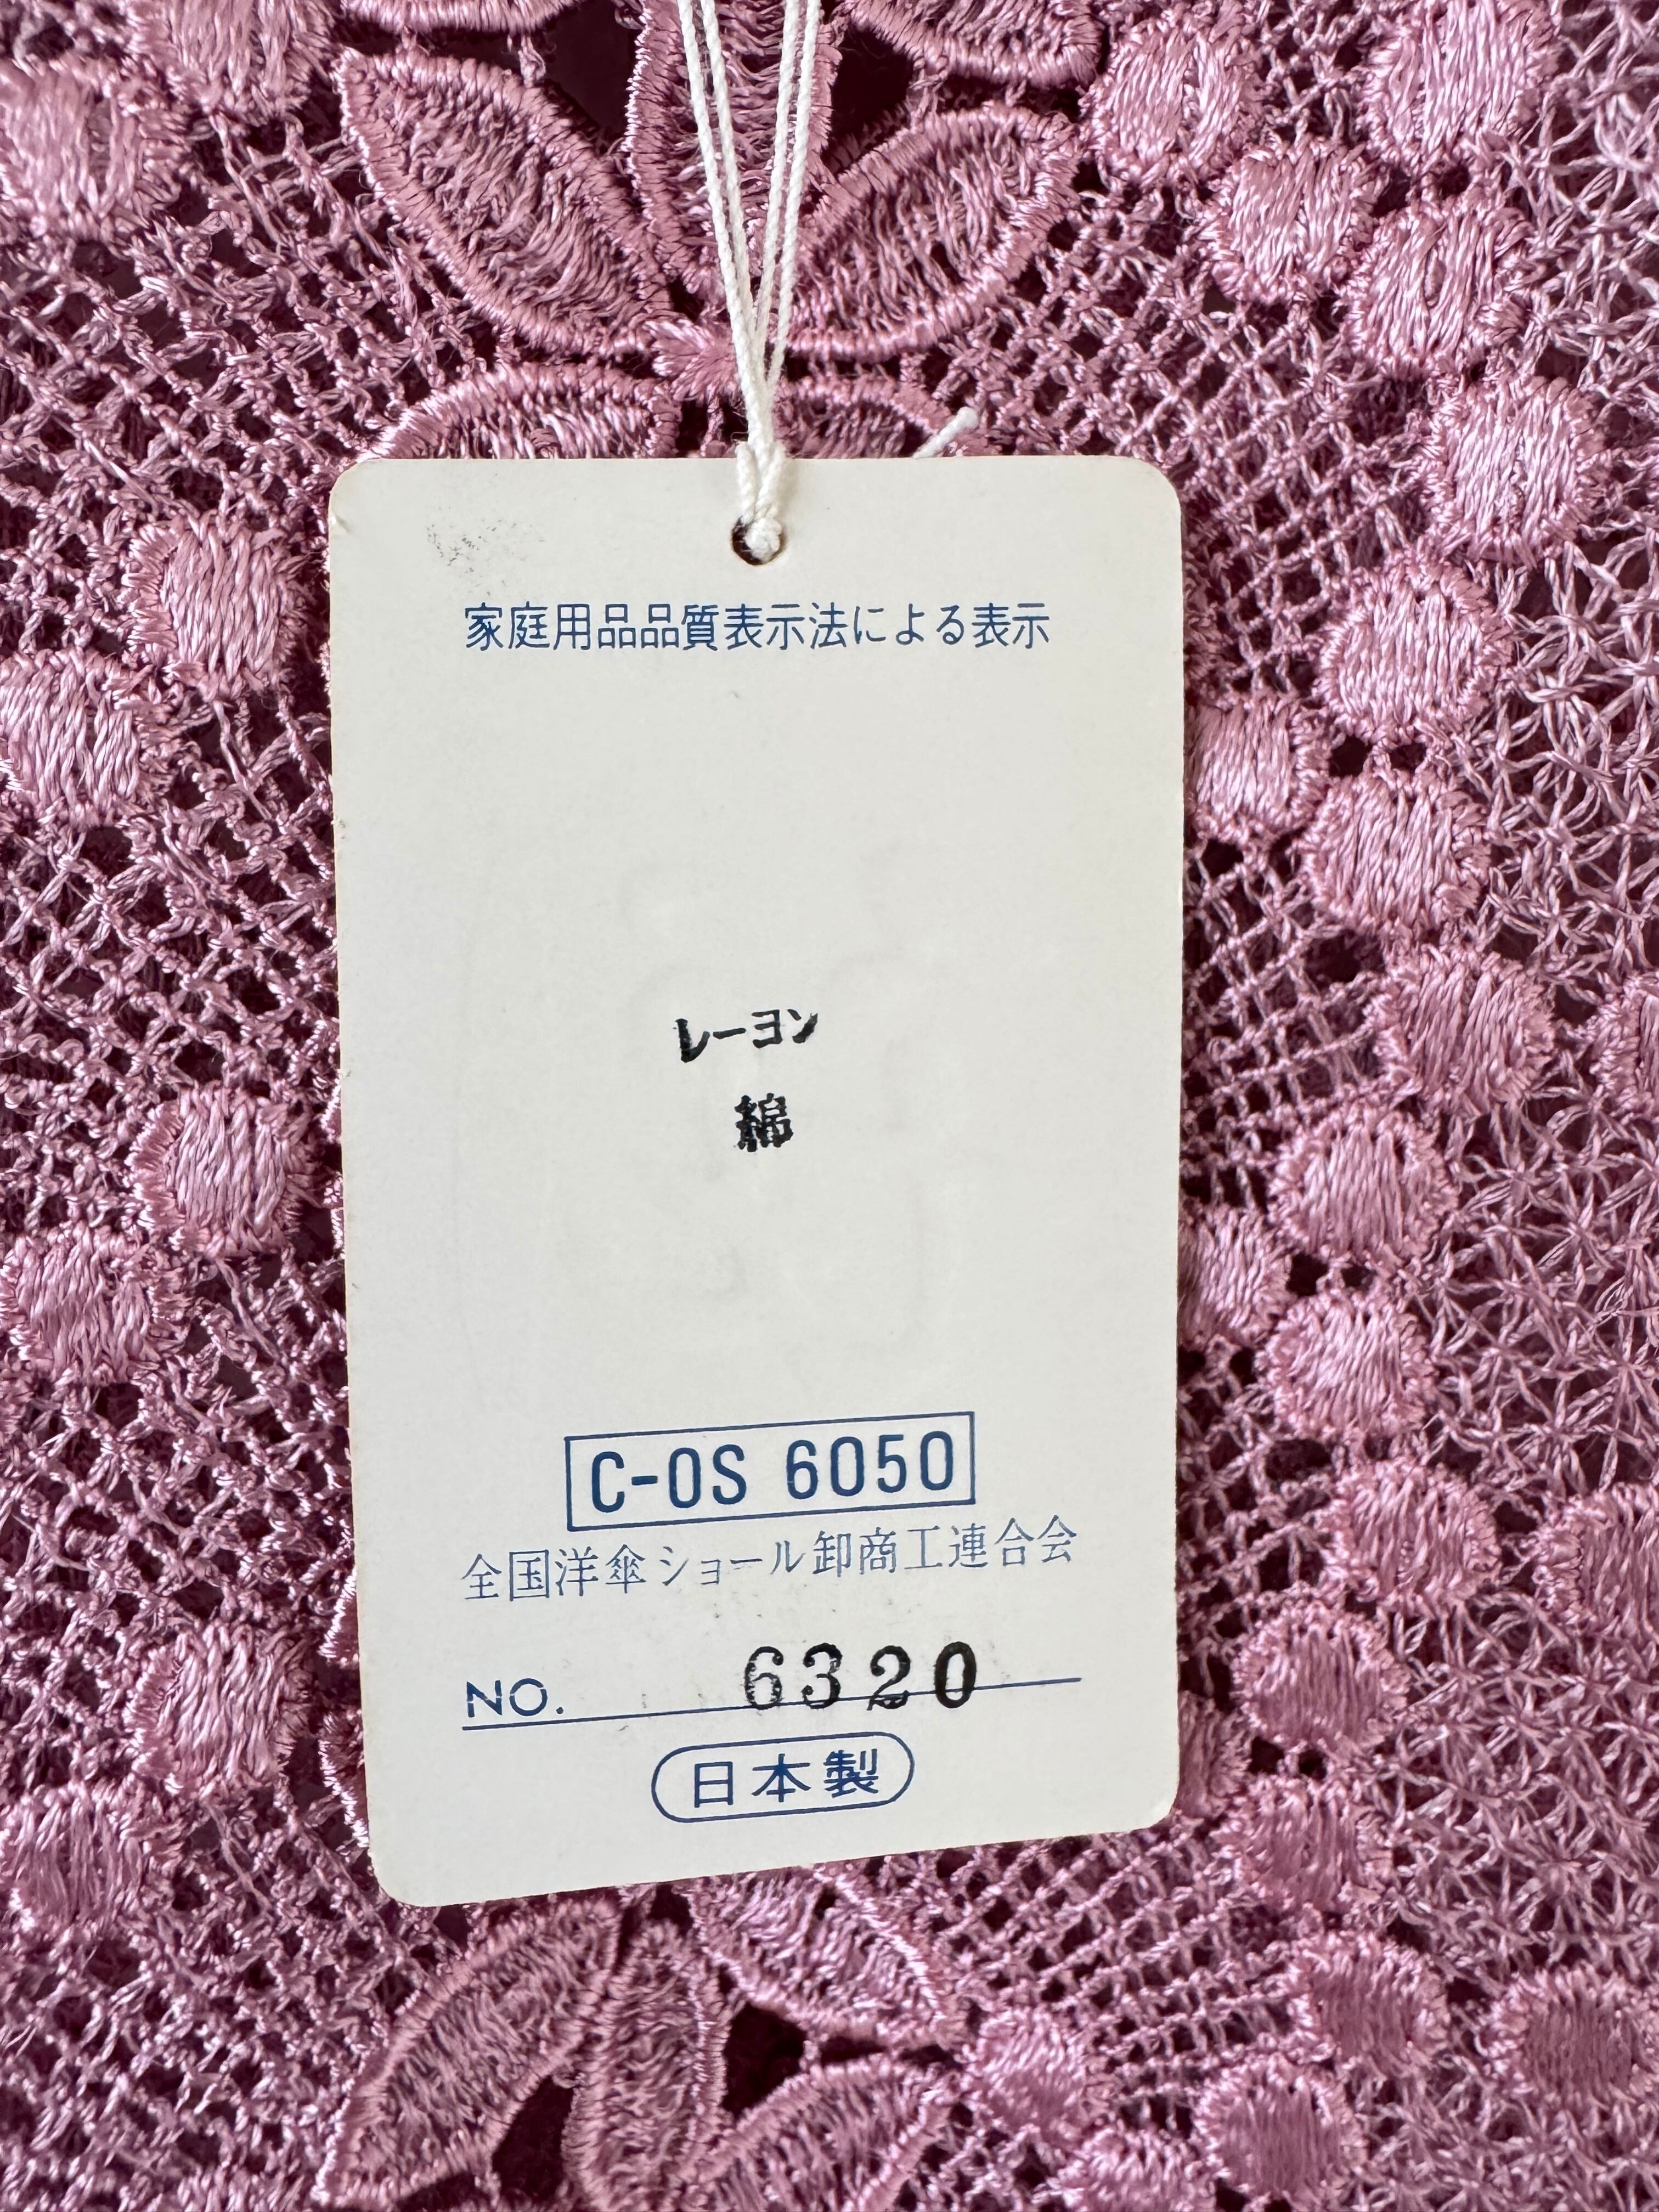 家庭用品品質表示法による表示
レーヨン
綿
C-OS 6050
全国洋傘ショール卸商工連合会
NO. 6320
日本製